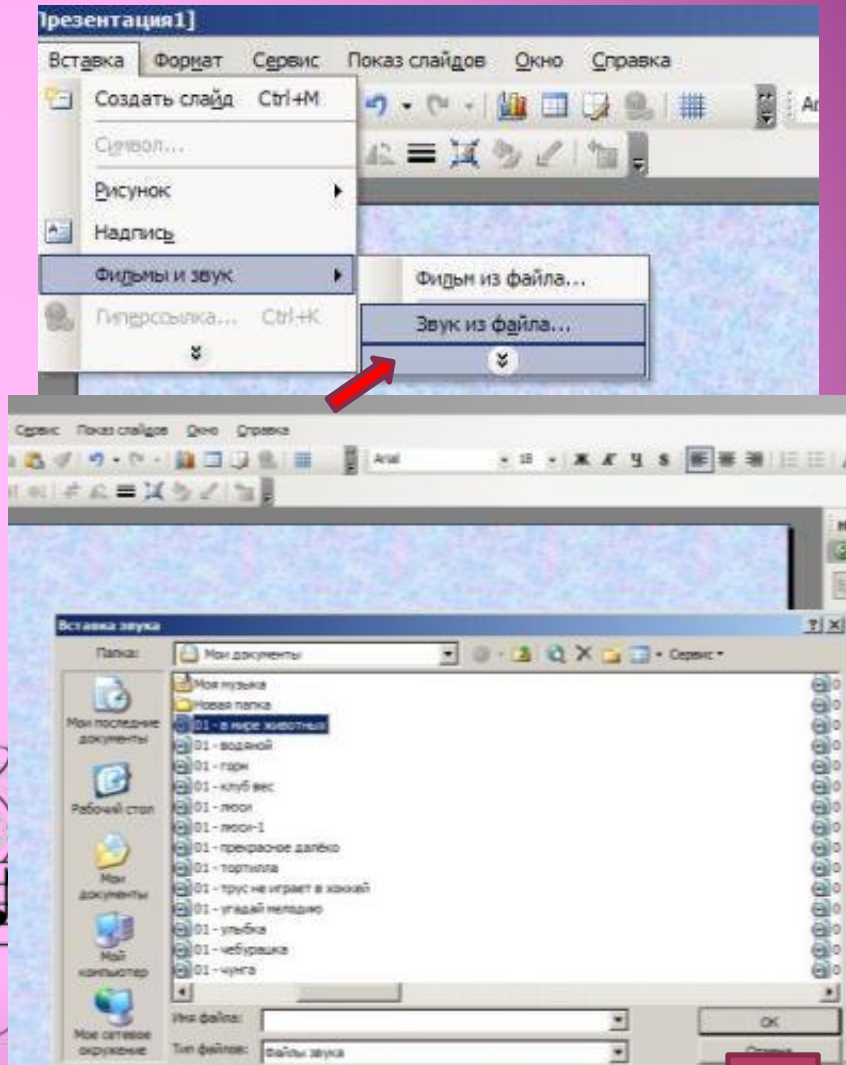 Презентация1]
Вставка Формат Сервис Показ слайдов Окно Справка
Создать слайд Ctrl+M
Символ...
Рисунок
Надпись
Фильмы и звук
Фильм из файла...
Гиперссылка... Ctrl+K
Звук из файла...
Сервис Показ слайдов Окно Справка
Arial 18 Ж К Ч S
Вставка звука
Папка: Мои документы Сервис
Моя музыка
Новая папка
01 - в мире животных
01 - водяной
01 - горн
01 - клуб вес
01 - люси
01 - люси-1
01 - прекрасное далёко
01 - тортилла
01 - трус не играет в хоккей
01 - угадай мелодию
01 - улыбка
01 - чебурашка
01 - чунга
Мои последние документы
Рабочий стол
Мои документы
Мой компьютер
Мое сетевое окружение
Имя файла: OK
Тип файлов: Файлы звука Отмена